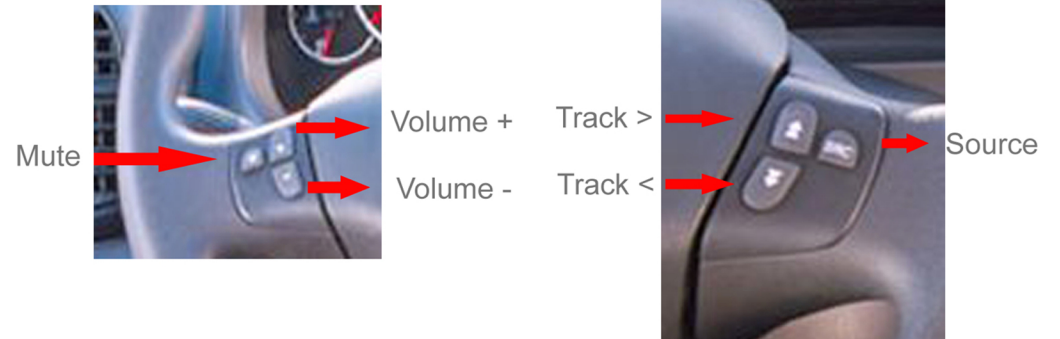 Volume +
Mute
Volume -
Track >
Track <
Source
SRC